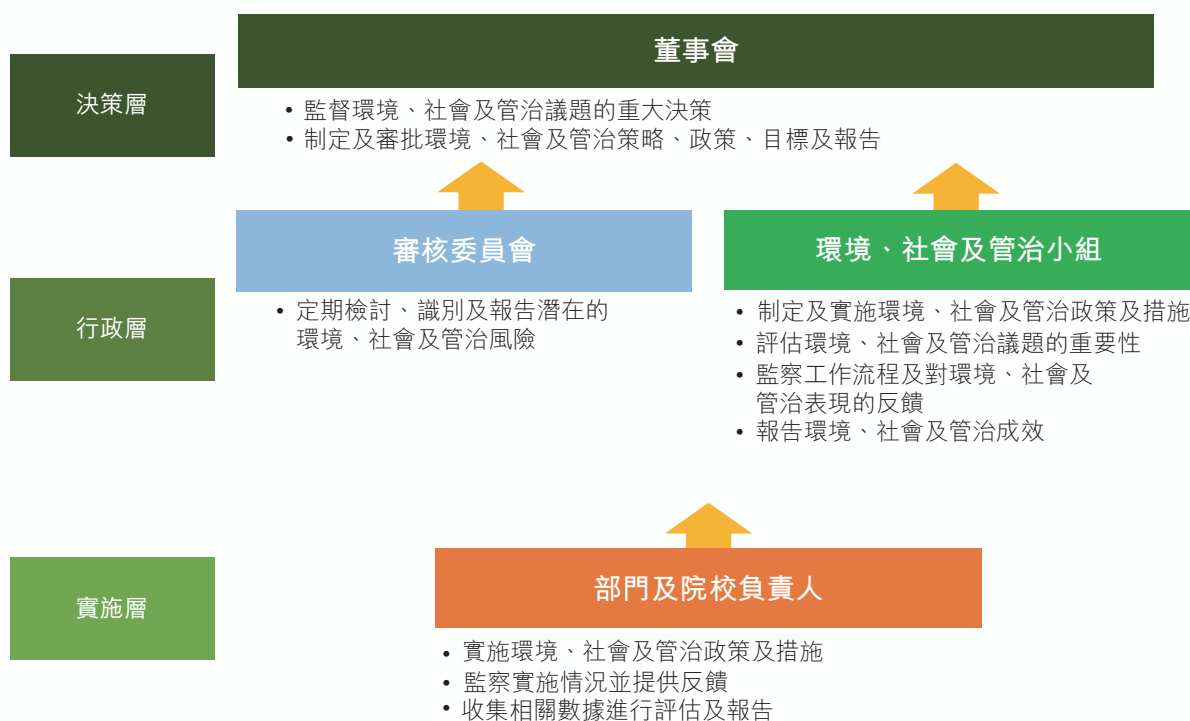 董事會
決策層
• 監督環境、社會及管治議題的重大決策
• 制定及審批環境、社會及管治策略、政策、目標及報告
行政層
審核委員會
• 定期檢討、識別及報告潛在的
環境、社會及管治風險
環境、社會及管治小組
• 制定及實施環境、社會及管治政策及措施
• 評估環境、社會及管治議題的重要性
• 監察工作流程及對環境、社會及
管治表現的反饋
• 報告環境、社會及管治成效
實施層
部門及院校負責人
• 實施環境、社會及管治政策及措施
• 監察實施情況並提供反饋
• 收集相關數據進行評估及報告